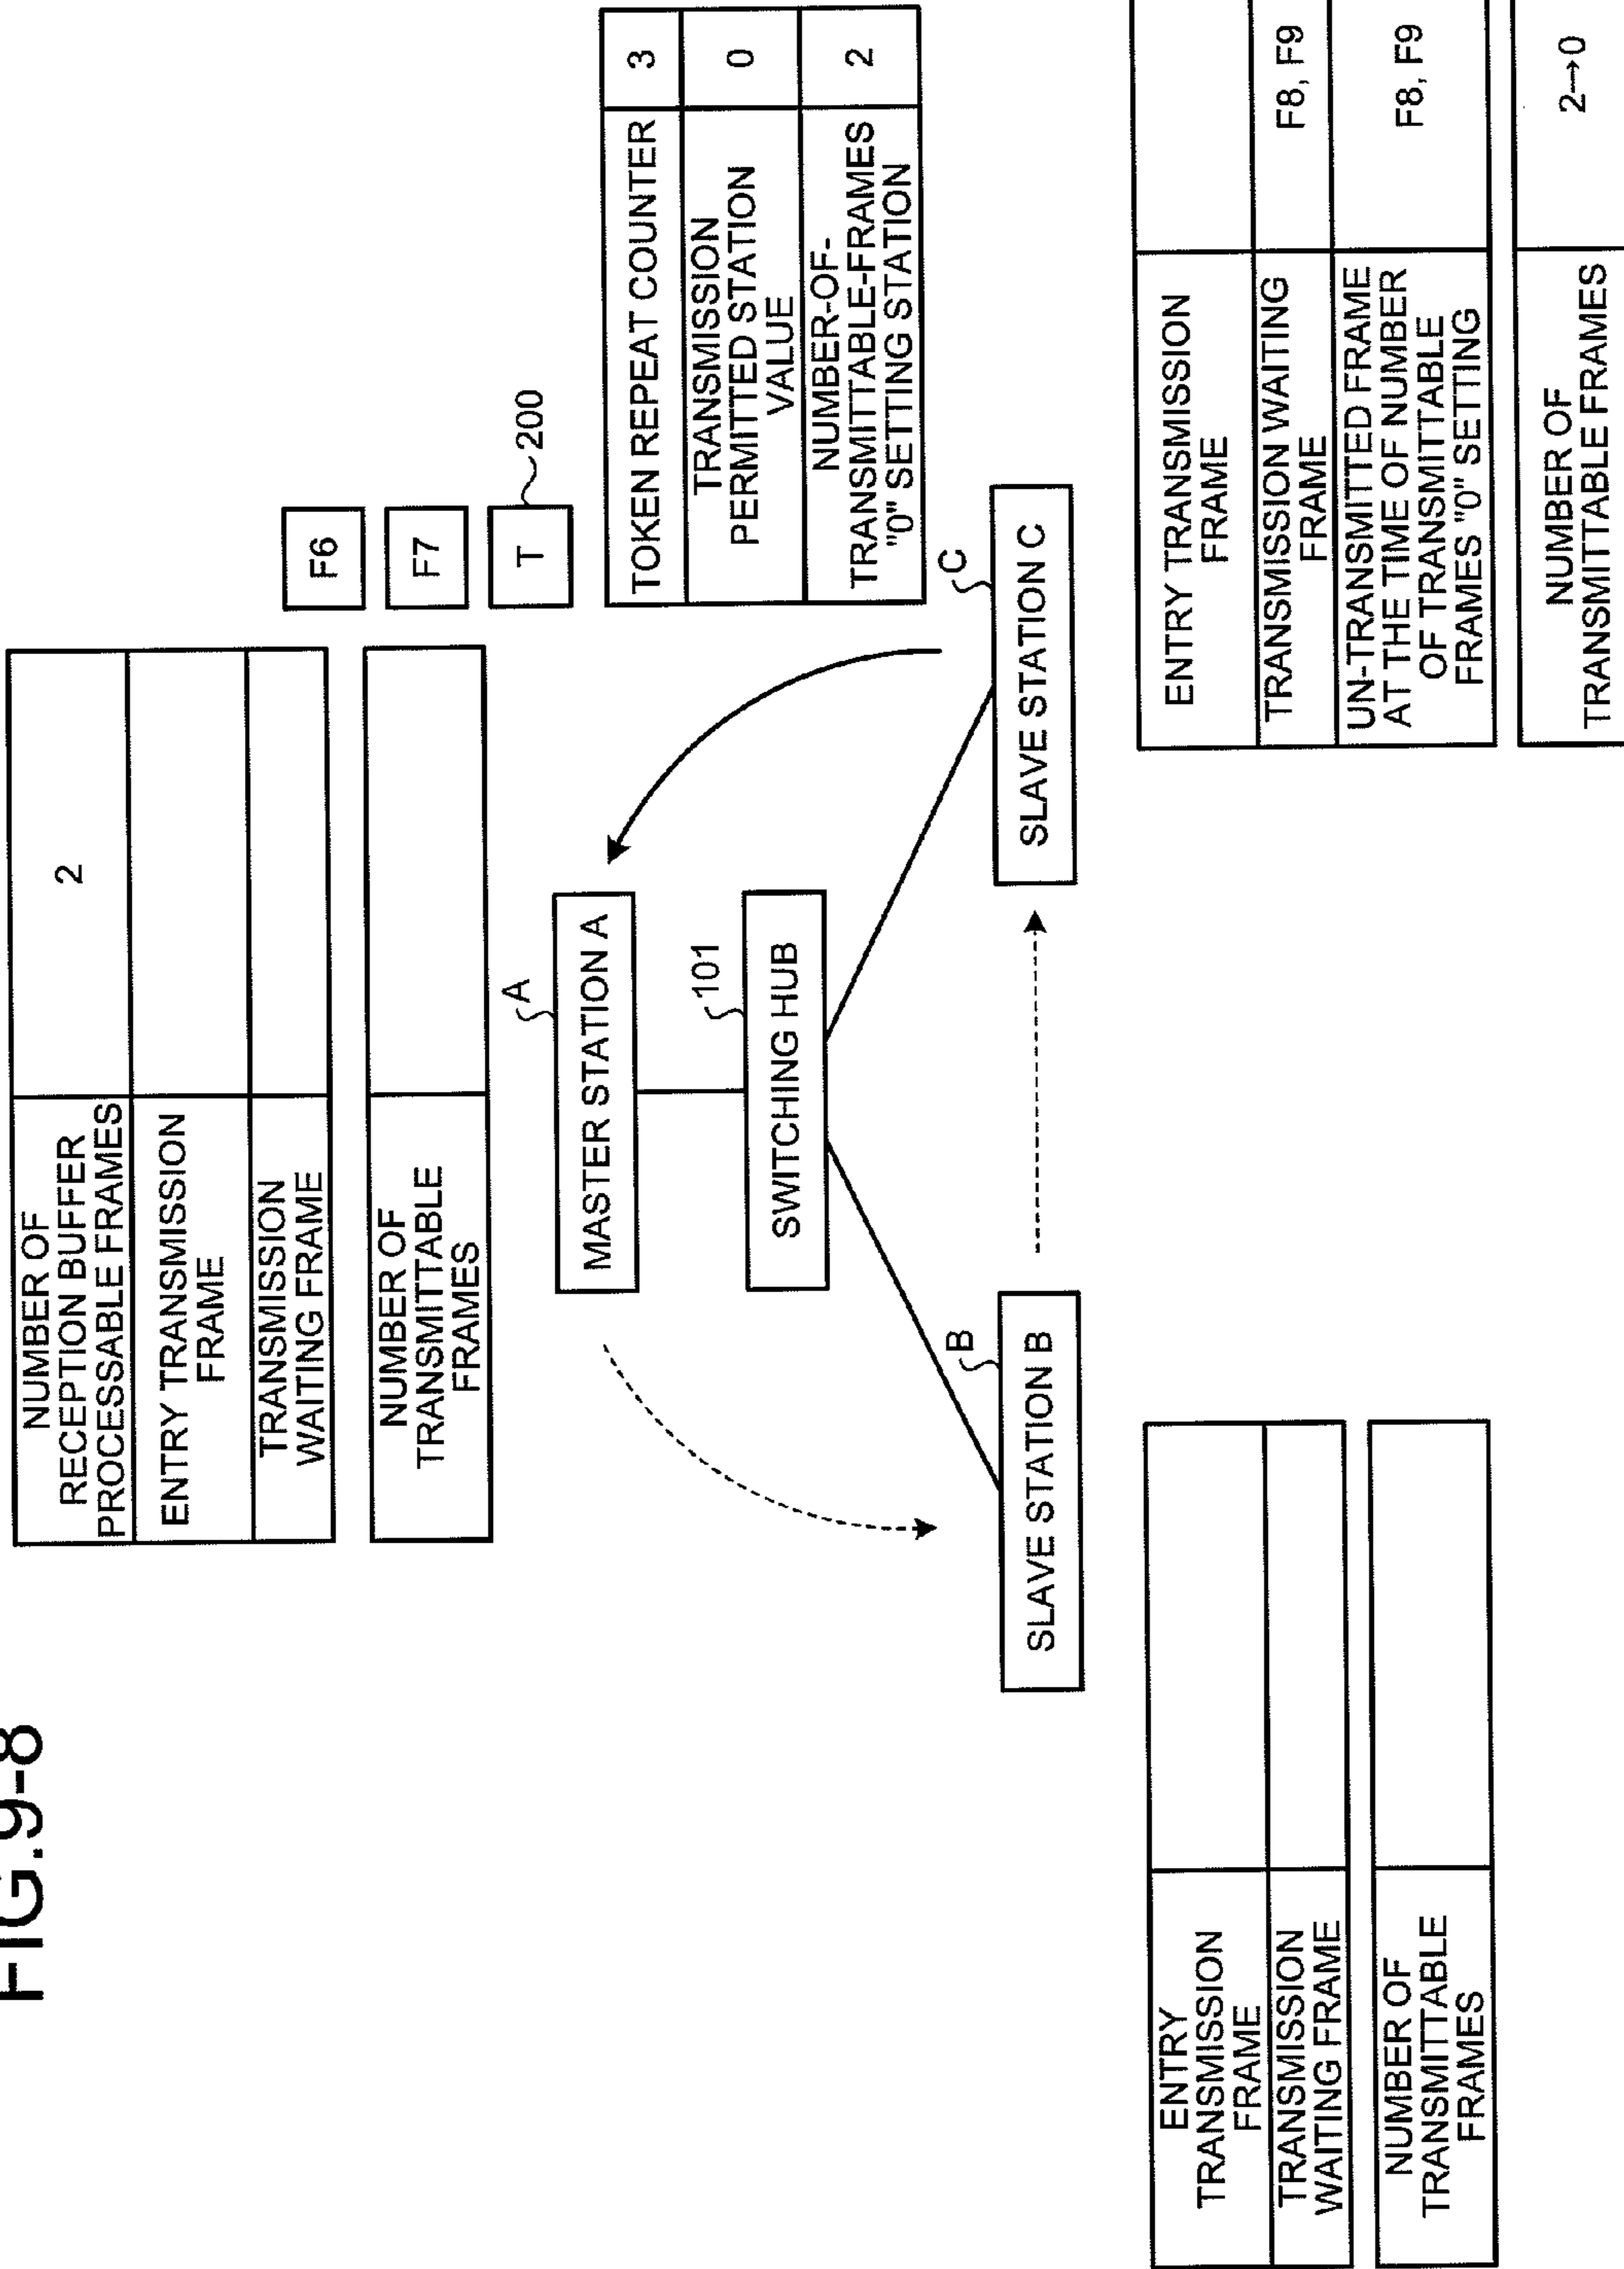 FIG.9-8
NUMBER OF
RECEPTION BUFFER
PROCESSABLE FRAMES
2
ENTRY TRANSMISSION
FRAME
TRANSMISSION
WAITING FRAME
NUMBER OF
TRANSMITTABLE
FRAMES
F6
F7
T
200
TOKEN REPEAT COUNTER
3
TRANSMISSION
PERMITTED STATION
VALUE
0
NUMBER-OF-
TRANSMITTABLE-FRAMES
"0" SETTING STATION
2
A
MASTER STATION A
101
SWITCHING HUB
B
SLAVE STATION B
C
SLAVE STATION C
ENTRY
TRANSMISSION
FRAME
TRANSMISSION
WAITING FRAME
NUMBER OF
TRANSMITTABLE
FRAMES
ENTRY TRANSMISSION
FRAME
TRANSMISSION WAITING
FRAME
F8, F9
UN-TRANSMITTED FRAME
AT THE TIME OF NUMBER
OF TRANSMITTABLE
FRAMES "0" SETTING
F8, F9
NUMBER OF
TRANSMITTABLE FRAMES
2→0